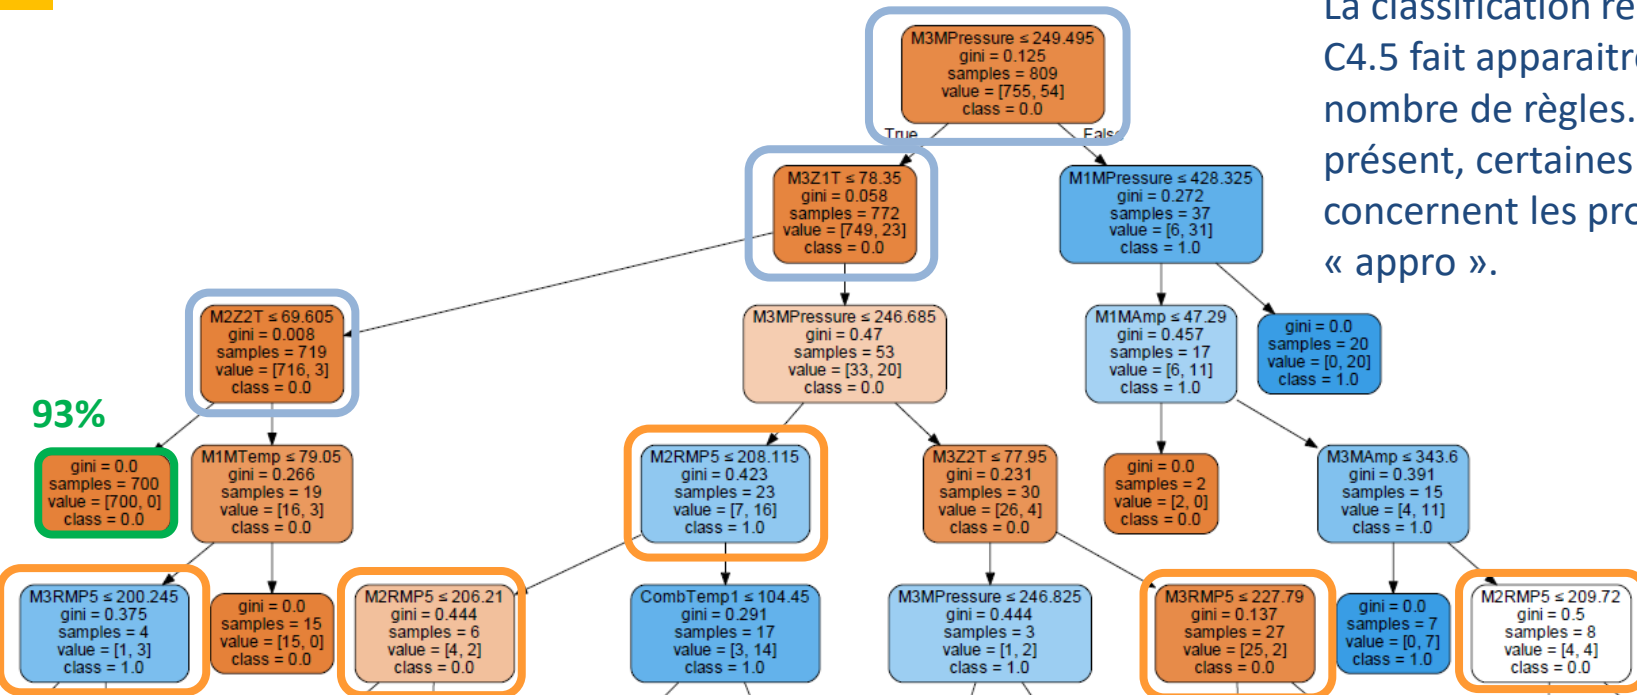 La classification
C4.5 fait apparaitre
nombre de règles.
présent, certaines
concernent les
« appro ».
M3MPressure ≤ 249.495
gini = 0.125
samples = 809
value = [755, 54]
class = 0.0
True
False
M3Z1T ≤ 78.35
gini = 0.058
samples = 772
value = [749, 23]
class = 0.0
M1MPressure ≤ 428.325
gini = 0.272
samples = 37
value = [6, 31]
class = 1.0
M2Z2T ≤ 69.605
gini = 0.008
samples = 719
value = [716, 3]
class = 0.0
M3MPressure ≤ 246.685
gini = 0.47
samples = 53
value = [33, 20]
class = 0.0
M1MAmp ≤ 47.29
gini = 0.457
samples = 17
value = [6, 11]
class = 1.0
gini = 0.0
samples = 20
value = [0, 20]
class = 1.0
93%
gini = 0.0
samples = 700
value = [700, 0]
class = 0.0
M1MTemp ≤ 79.05
gini = 0.266
samples = 19
value = [16, 3]
class = 0.0
M2RMP5 ≤ 208.115
gini = 0.423
samples = 23
value = [7, 16]
class = 1.0
M3Z2T ≤ 77.95
gini = 0.231
samples = 30
value = [26, 4]
class = 0.0
gini = 0.0
samples = 2
value = [2, 0]
class = 0.0
M3MAmp ≤ 343.6
gini = 0.391
samples = 15
value = [4, 11]
class = 1.0
M3RMP5 ≤ 200.245
gini = 0.375
samples = 4
value = [1, 3]
class = 1.0
gini = 0.0
samples = 15
value = [15, 0]
class = 0.0
M2RMP5 ≤ 206.21
gini = 0.444
samples = 6
value = [4, 2]
class = 0.0
CombTemp1 ≤ 104.45
gini = 0.291
samples = 17
value = [3, 14]
class = 1.0
M3MPressure ≤ 246.825
gini = 0.444
samples = 3
value = [1, 2]
class = 1.0
M3RMP5 ≤ 227.79
gini = 0.137
samples = 27
value = [25, 2]
class = 0.0
gini = 0.0
samples = 7
value = [0, 7]
class = 1.0
M2RMP5 ≤ 209.72
gini = 0.5
samples = 8
value = [4, 4]
class = 0.0